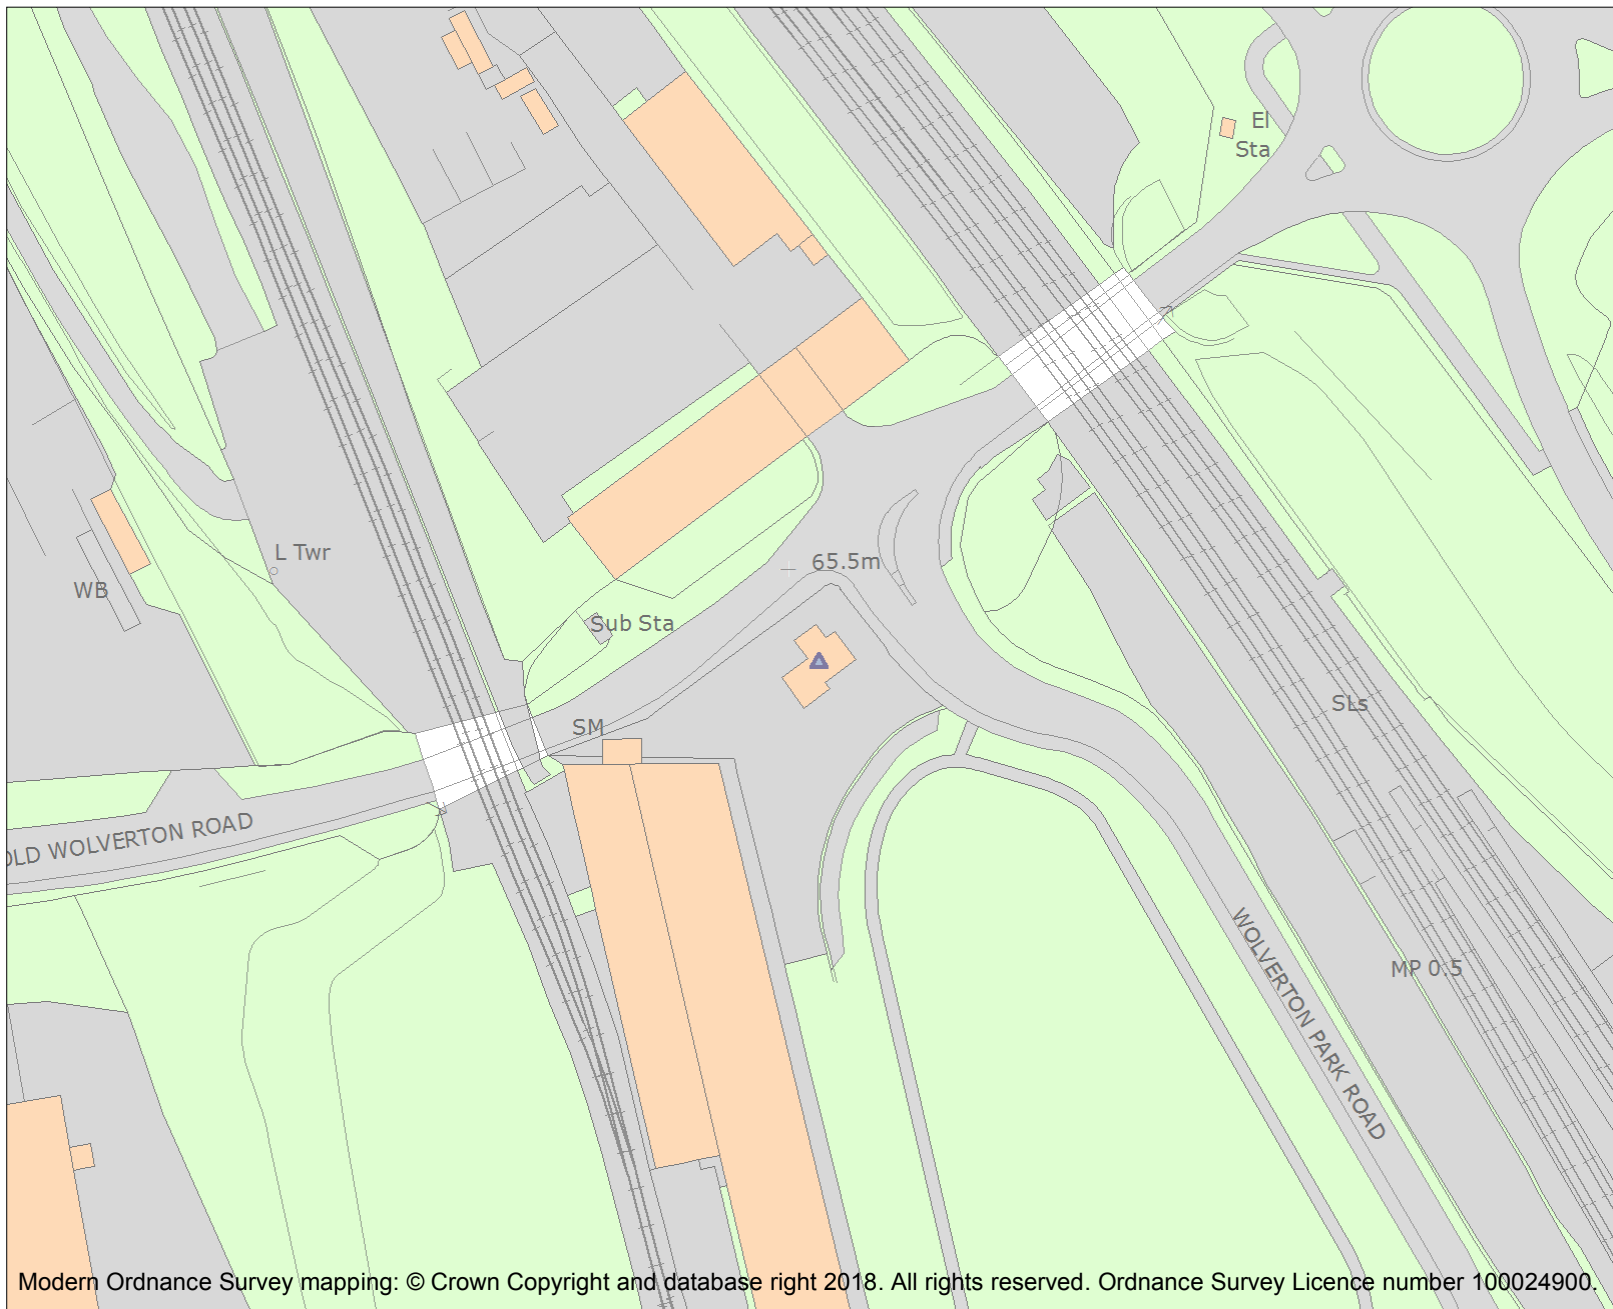 El
Sta
L Twr
65.5m
WB
Sub Sta
SLs
SM
OLD WOLVERTON ROAD
WOLVERTON PARK ROAD
MP 0.5
Modern Ordnance Survey mapping: © Crown Copyright and database right 2018. All rights reserved. Ordnance Survey Licence number 100024900.